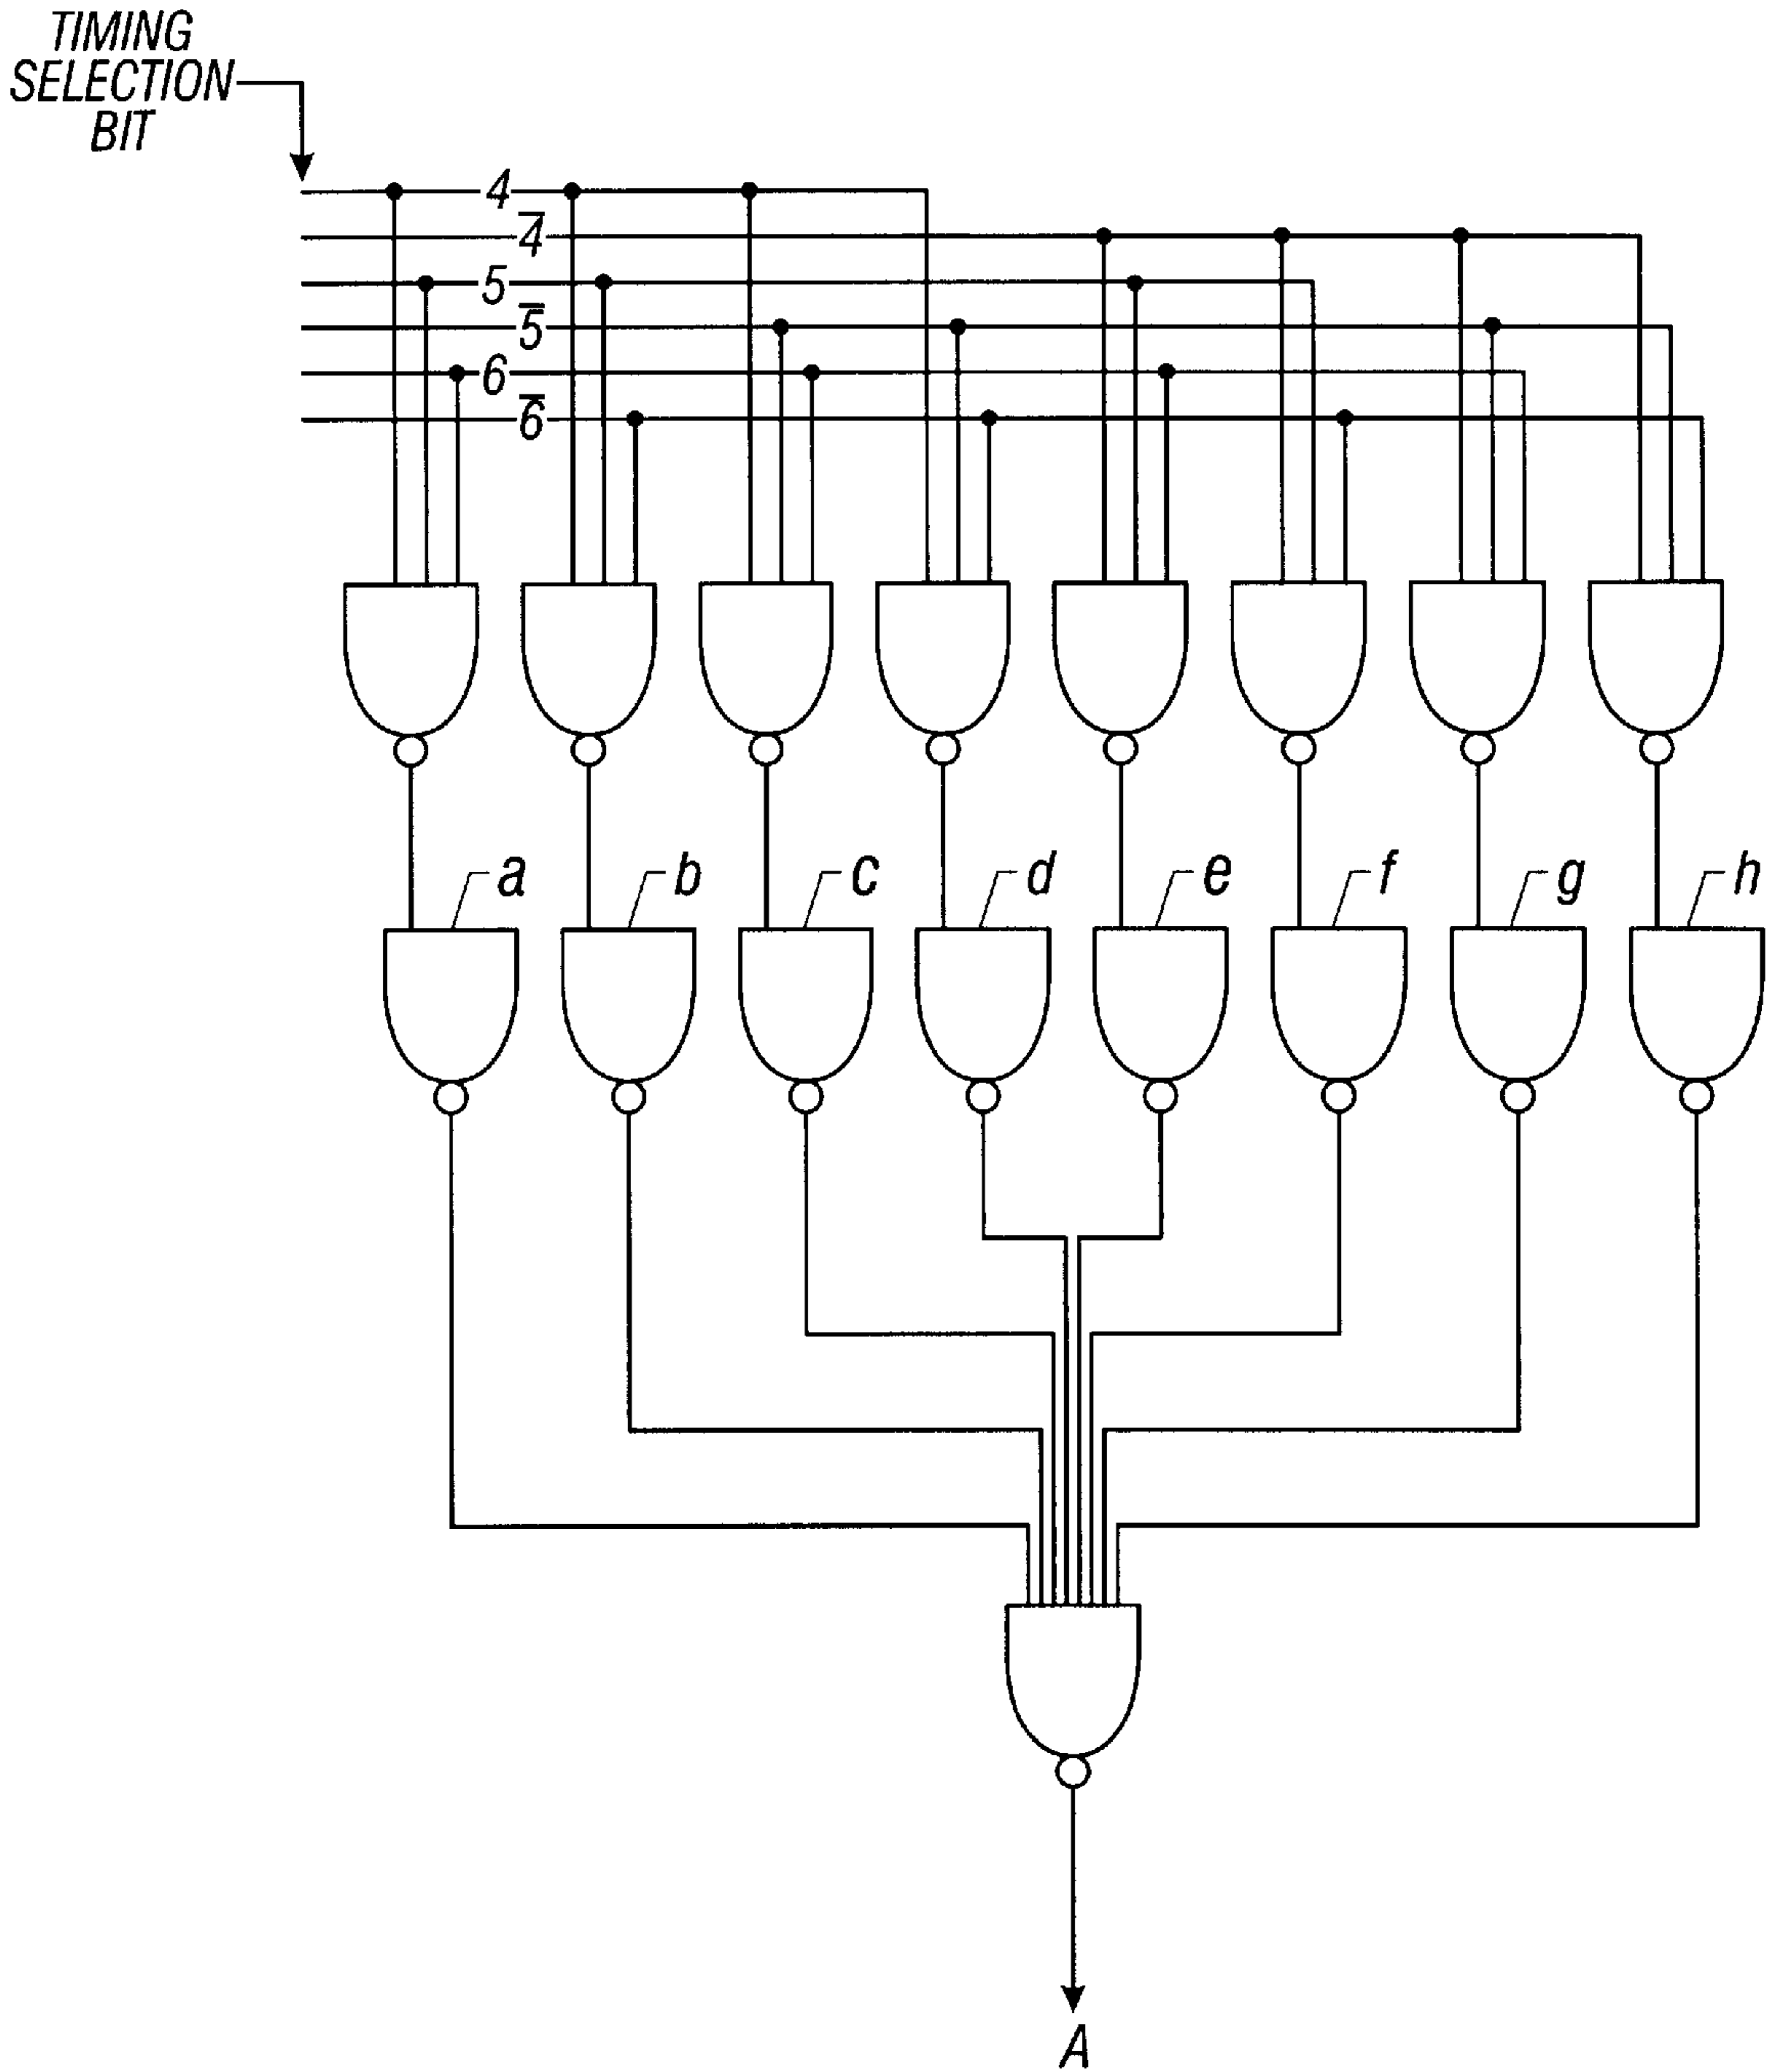 TIMING
SELECTION
BIT
4
4̅
5
5̅
6
6̅
a b c d e f g h
A